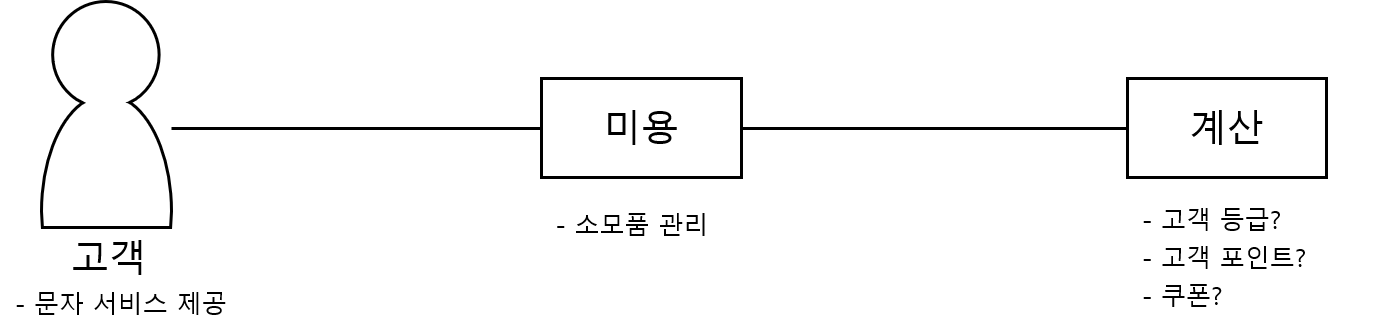 고객
- 문자 서비스 제공
미용
- 소모품 관리
계산
- 고객 등급?
- 고객 포인트?
- 쿠폰?